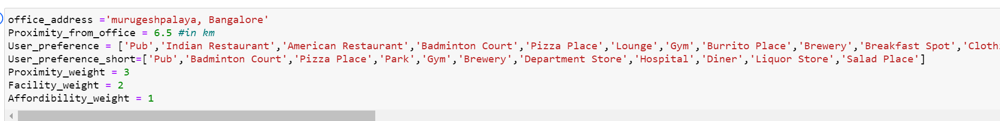 office_address ='murugeshpalaya, Bangalore'
Proximity_from_office = 6.5 #in km
User_preference = ['Pub','Indian Restaurant','American Restaurant','Badminton Court','Pizza Place','Lounge','Gym','Burrito Place','Brewery','Breakfast Spot','Cloth
User_preference_short=['Pub','Badminton Court','Pizza Place','Park','Gym','Brewery','Department Store','Hospital','Diner','Liquor Store','Salad Place']
Proximity_weight = 3
Facility_weight = 2
Affordibility_weight = 1